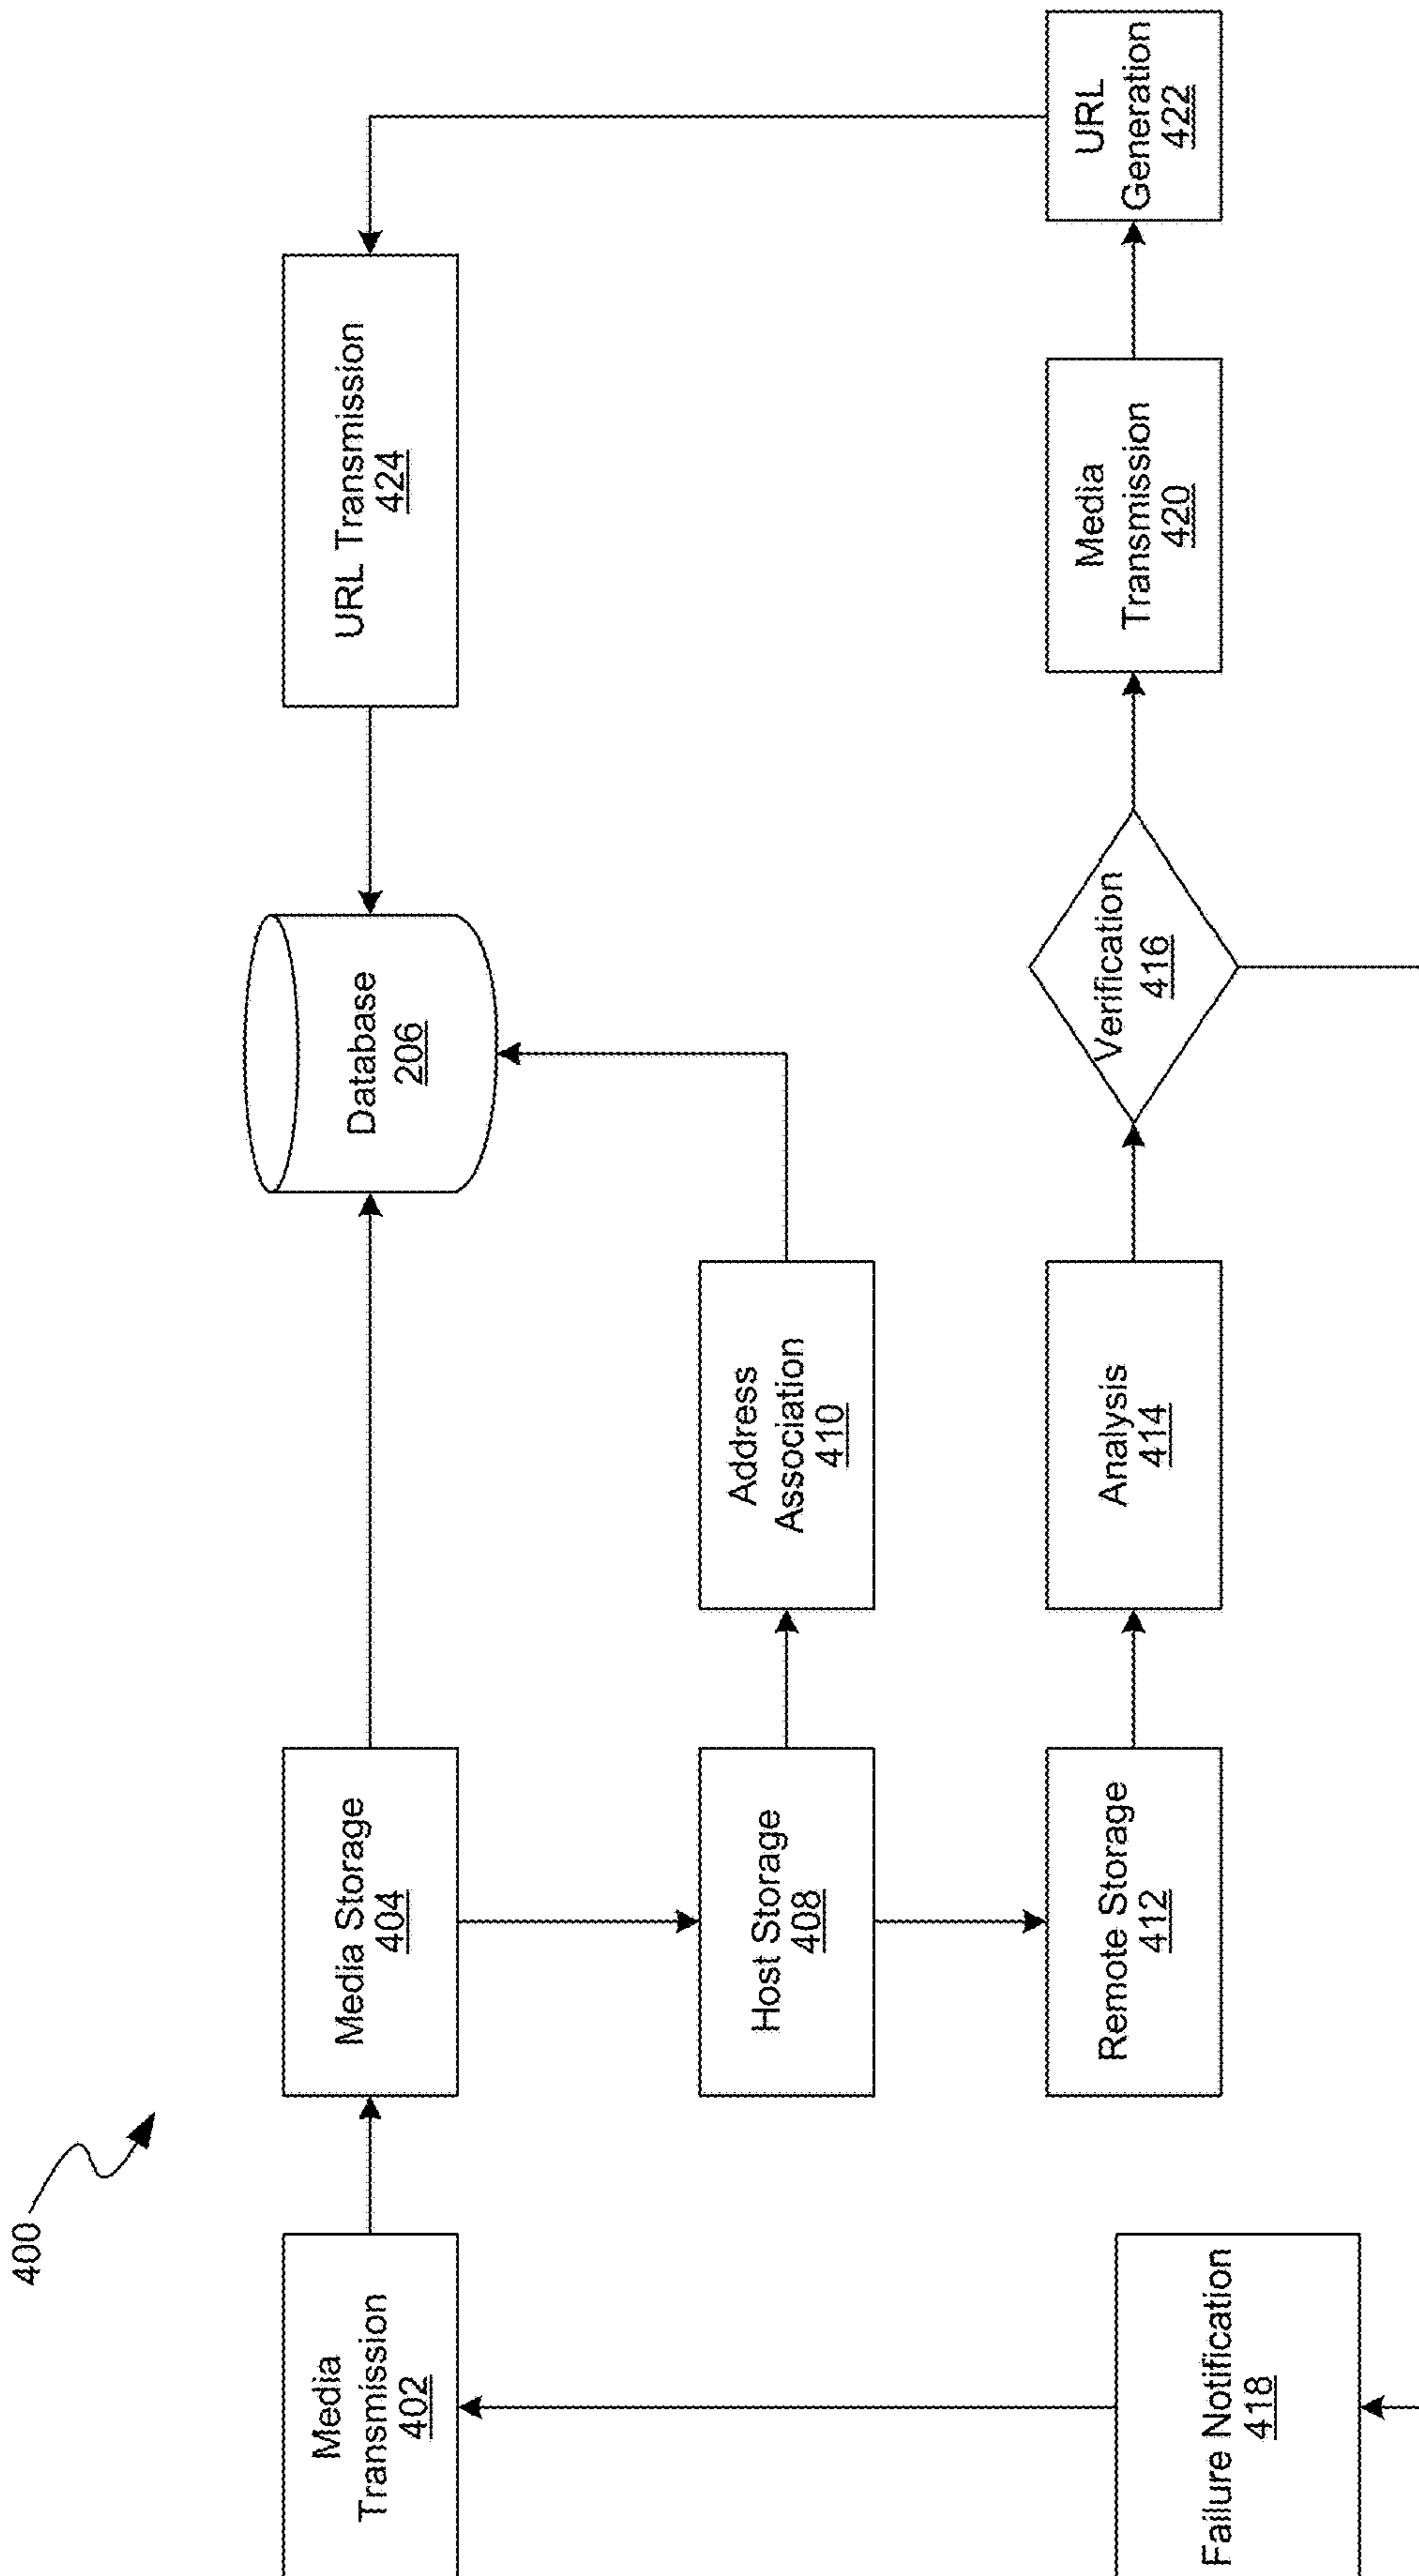 400
Media
Transmission
402
Media Storage
404
Database
206
URL Transmission
424
Host Storage
408
Address
Association
410
Failure Notification
418
Remote Storage
412
Analysis
414
Verification
416
Media
Transmission
420
URL
Generation
422